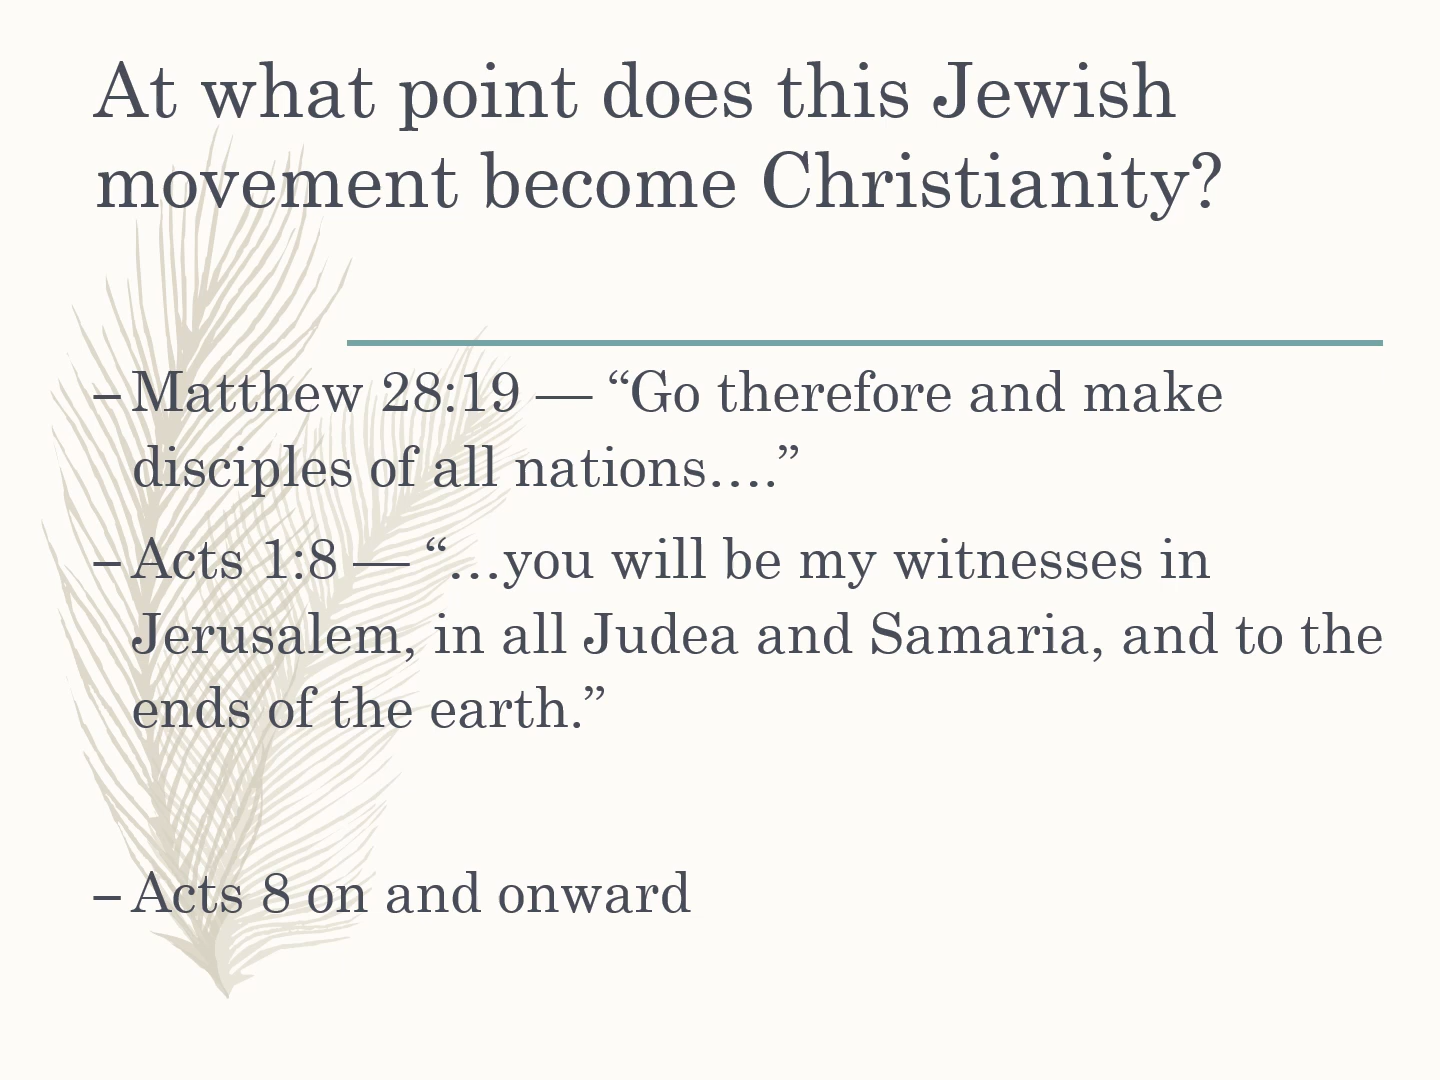 At what point does this Jewish
movement become Christianity?
– Matthew 28:19 — “Go therefore and make
disciples of all nations….”
– Acts 1:8 — “…you will be my witnesses in
Jerusalem, in all Judea and Samaria, and to the
ends of the earth.”
– Acts 8 on and onward